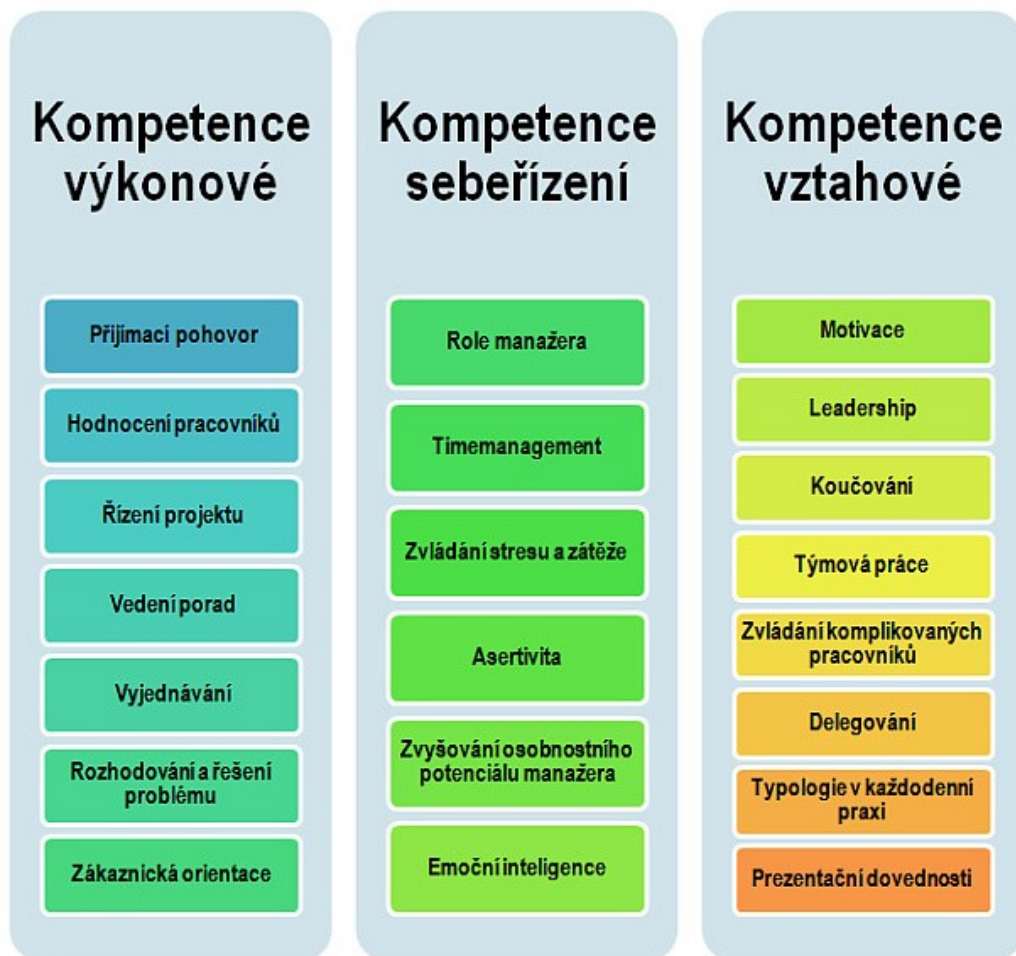 Kompetence
výkonové
Přijímací pohovor
Hodnocení pracovníků
Řízení projektu
Vedení porad
Vyjednávání
Rozhodování a řešení
problému
Zákaznická orientace
Kompetence
sebeřízení
Role manažera
Timemanagement
Zvládání stresu a zátěže
Asertivita
Zvyšování osobnostního
potenciálu manažera
Emoční inteligence
Kompetence
vztahové
Motivace
Leadership
Koučování
Týmová práce
Zvládání komplikovaných
pracovníků
Delegování
Typologie v každodenní
praxi
Prezentační dovednosti